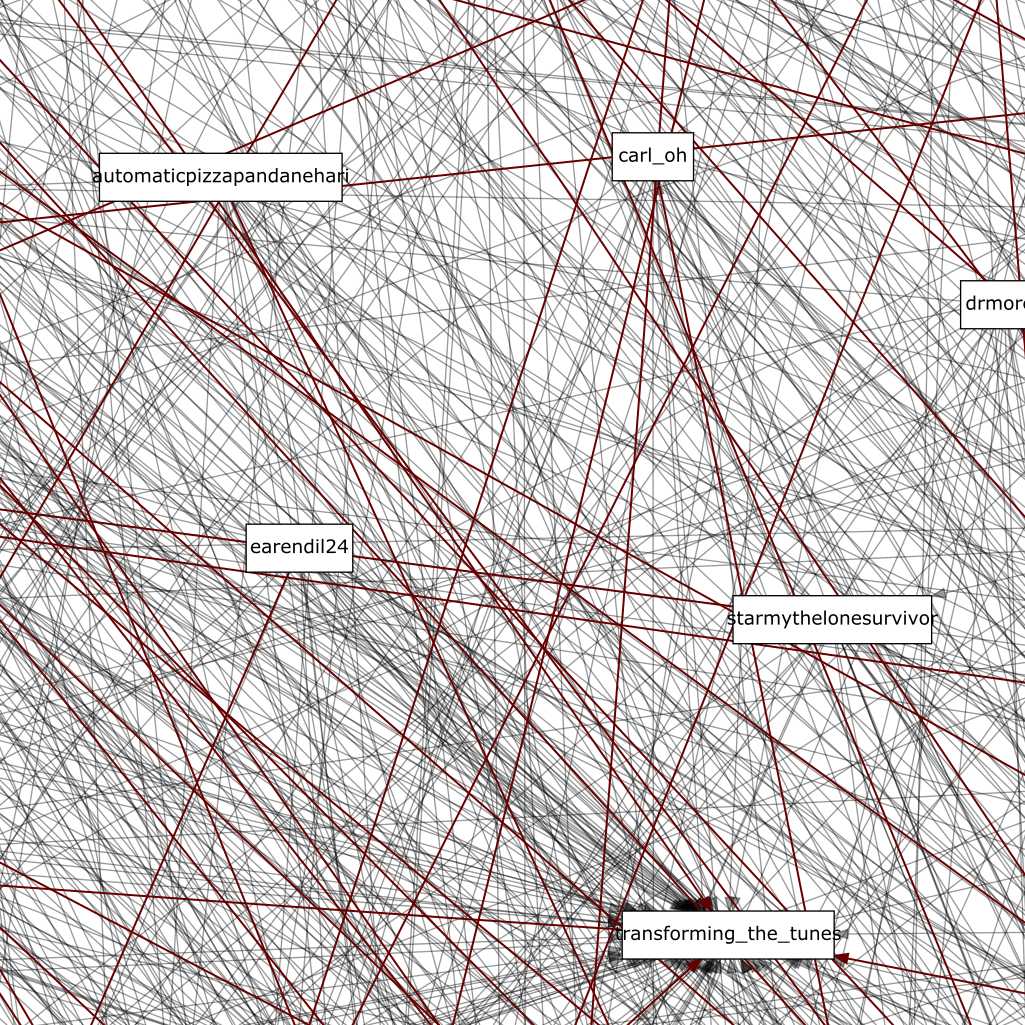 carl_oh
automaticpizzapandanehari
earendil24
starmythelonesurvivor
transforming_the_tunes